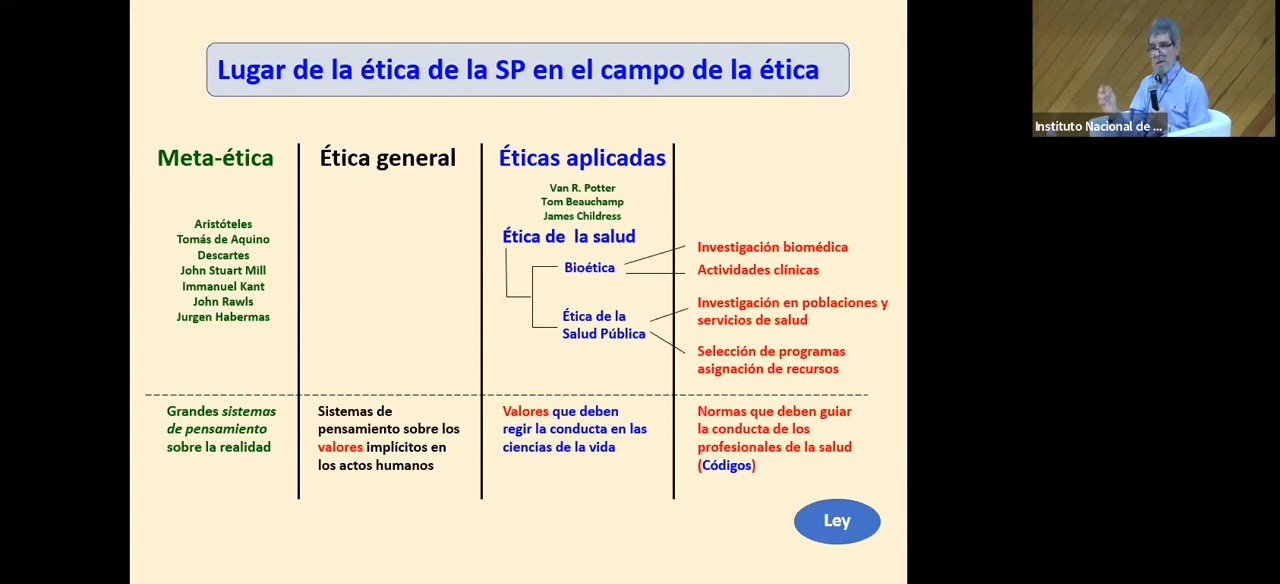 Lugar de la ética de la SP en el campo de la ética
Meta-ética
Aristóteles
Tomás de Aquino
Descartes
John Stuart Mill
Immanuel Kant
John Rawls
Jurgen Habermas
Grandes sistemas
de pensamiento
sobre la realidad
Ética general
Sistemas de
pensamiento sobre los
valores implícitos en
los actos humanos
Éticas aplicadas
Van R. Potter
Tom Beauchamp
James Childress
Ética de la salud
Bioética
Ética de la
Salud Pública
Valores que deben
regir la conducta en las
ciencias de la vida
Investigación biomédica
Actividades clínicas
Investigación en poblaciones y
servicios de salud
Selección de programas
asignación de recursos
Normas que deben guiar
la conducta de los
profesionales de la salud
(Códigos)
Ley
Instituto Nacional de ...